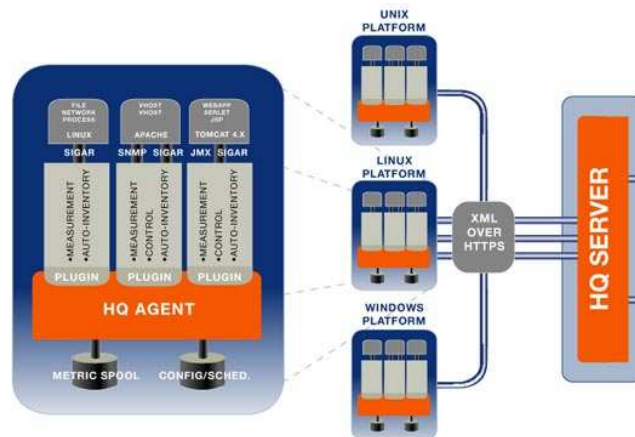 UNIX
PLATFORM
FILE
NETWORK
PROCESS
LINUX
VHOST
VHOST
APACHE
WEBAPP
SERLET
JSP
TOMCAT 4.X
SIGAR
SNMP
SIGAR
JMX
SIGAR
•MEASUREMENT
•AUTO-INVENTORY
•MEASUREMENT
•CONTROL
•AUTO-INVENTORY
•MEASUREMENT
•CONTROL
•AUTO-INVENTORY
PLUGIN
PLUGIN
PLUGIN
HQ AGENT
METRIC SPOOL
CONFIG/SCHED.
LINUX
PLATFORM
WINDOWS
PLATFORM
XML
OVER
HTTPS
HQ SERVER